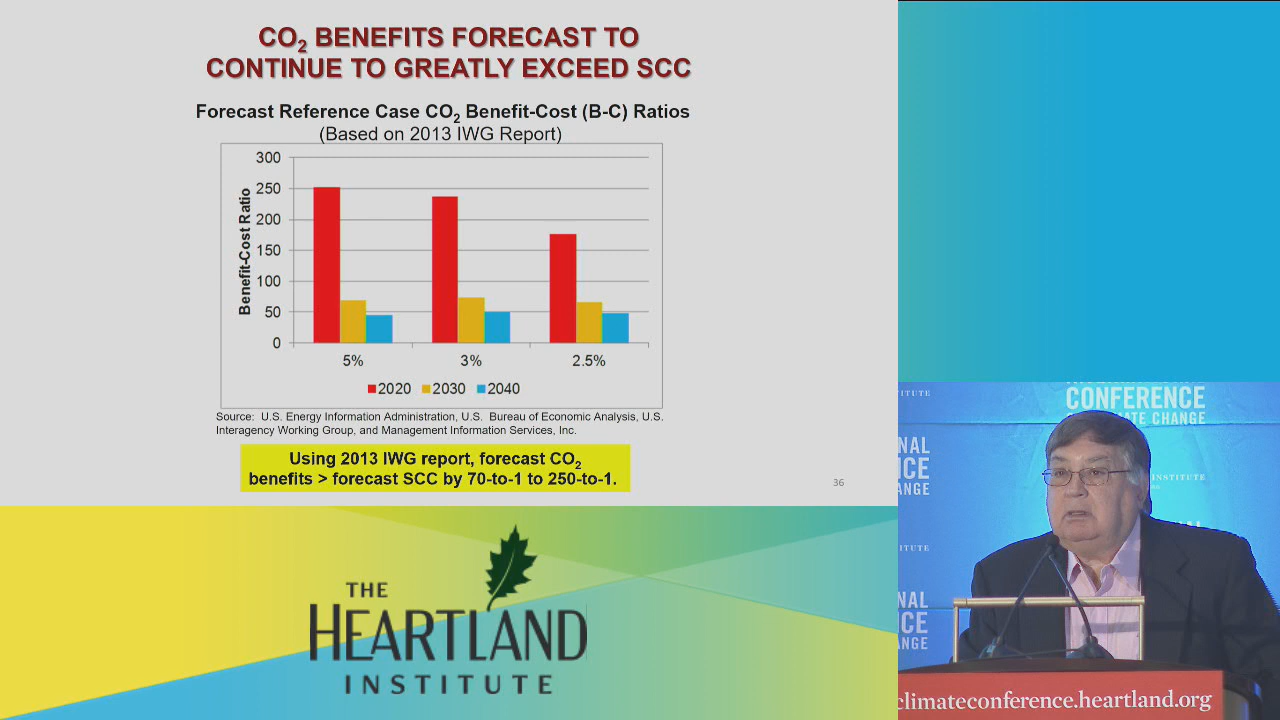 CO2 BENEFITS FORECAST TO
CONTINUE TO GREATLY EXCEED SCC
Forecast Reference Case CO2 Benefit-Cost (B-C) Ratios
(Based on 2013 IWG Report)
Benefit-Cost Ratio
300
250
200
150
100
50
0
5% 3% 2.5%
2020 2030 2040
Source: U.S. Energy Information Administration, U.S. Bureau of Economic Analysis, U.S.
Interagency Working Group, and Management Information Services, Inc.
Using 2013 IWG report, forecast CO2
benefits > forecast SCC by 70-to-1 to 250-to-1.
36
THE
HEARTLAND
INSTITUTE
CONFERENCE
CHANGE
INSTITUTE
climateconference.heartland.org